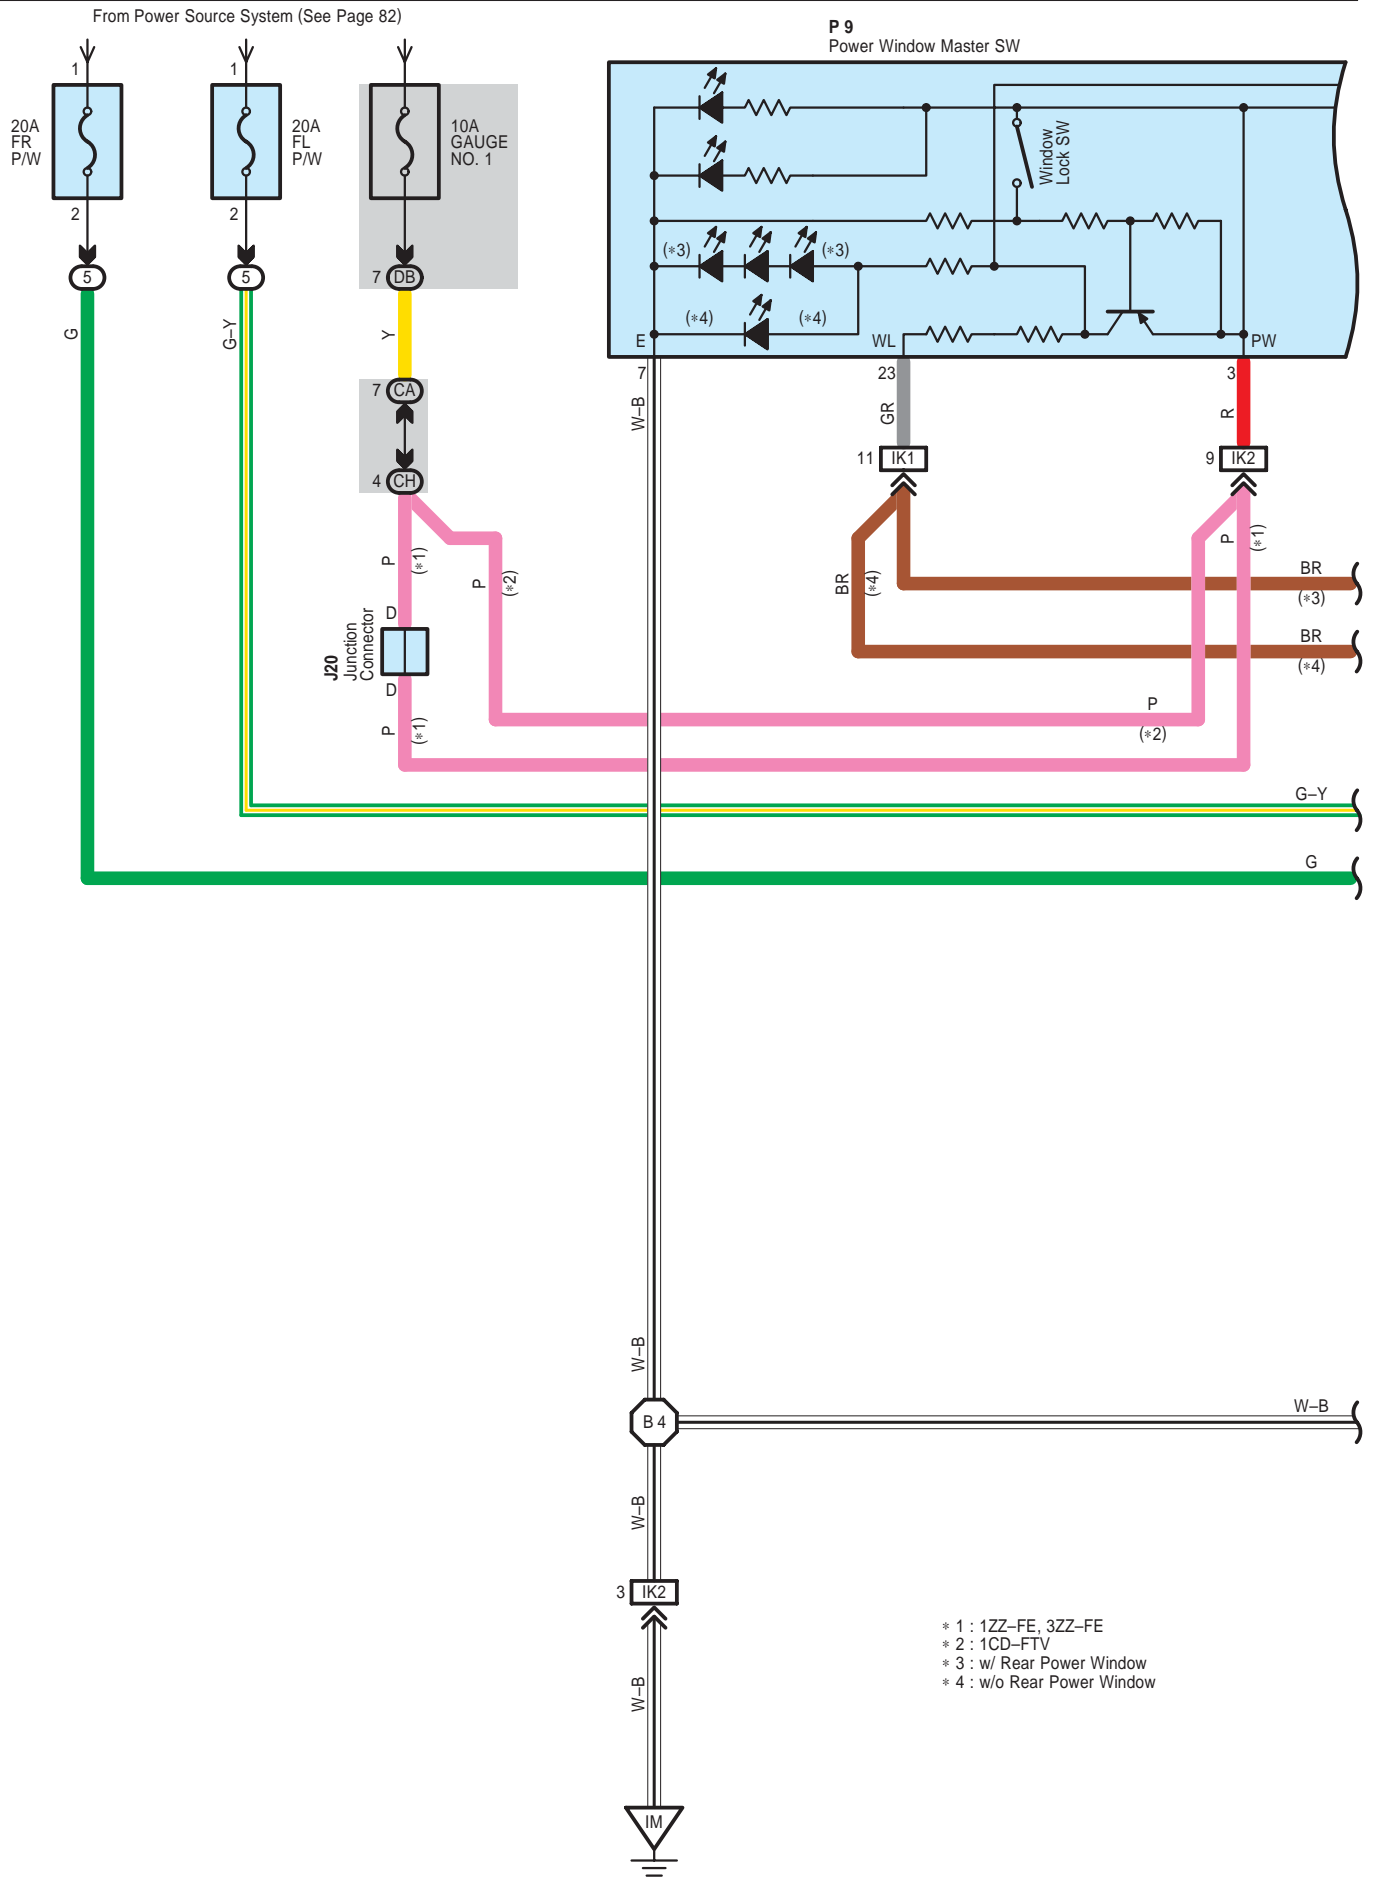 From Power Source System (See Page 82)
P 9
Power Window Master SW
1
1
20A
FR
P/W
20A
FL
P/W
10A
GAUGE
NO. 1
Window
Lock SW
2
2
(*3)
(*3)
5
5
7 DB
(*4)
(*4)
E
WL
PW
G
G–Y
Y
7
23
3
7 CA
W–B
GR
R
4 CH
11 IK1
9 IK2
P
(*1)
P
(*2)
BR
(*4)
P
(*1)
BR
(*3)
D
J20
Junction
Connector
D
BR
(*4)
P
(*1)
P
(*2)
G–Y
G
W–B
B 4
W–B
W–B
3 IK2
W–B
* 1 : 1ZZ–FE, 3ZZ–FE
* 2 : 1CD–FTV
* 3 : w/ Rear Power Window
* 4 : w/o Rear Power Window
IM